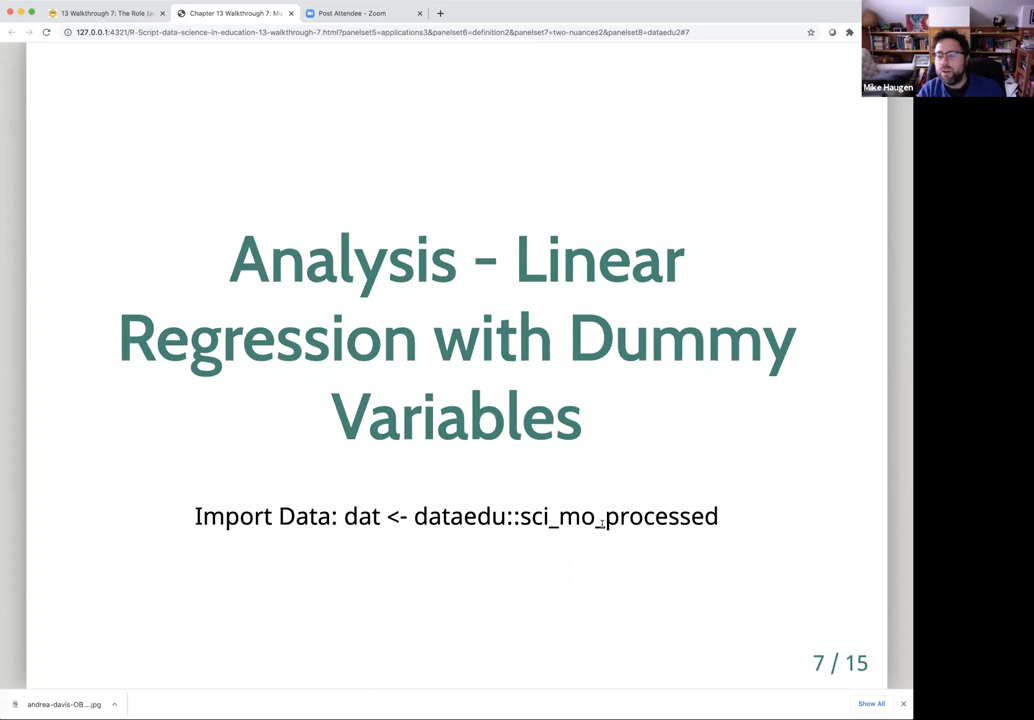 13 Walkthrough 7: The Role (a
Chapter 13 Walkthrough 7: Mu
Post Attendee - Zoom
127.0.0.1:4321/R-Script-data-science-in-education-13-walkthrough-7.html?panelset5=applications3&panelset6=definition2&panelset7=two-nuances2&panelset8=dataedu2#7
Mike Haugen
Analysis - Linear
Regression with Dummy
Variables
Import Data: dat <- dataedu::sci_mo_processed
7 / 15
andrea-davis-OB....jpg
Show All